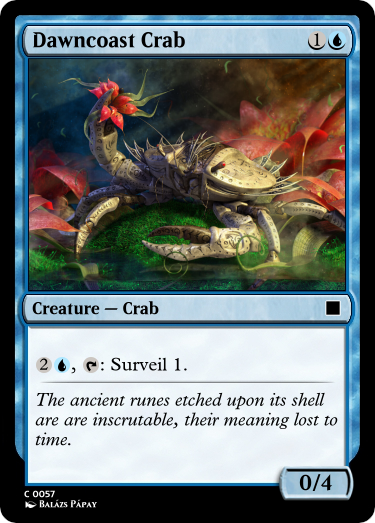 Dawncoast Crab 1
Creature — Crab
2, : Surveil 1.
The ancient runes etched upon its shell
are are inscrutable, their meaning lost to
time.
0/4
C 0057
Balázs Pápay